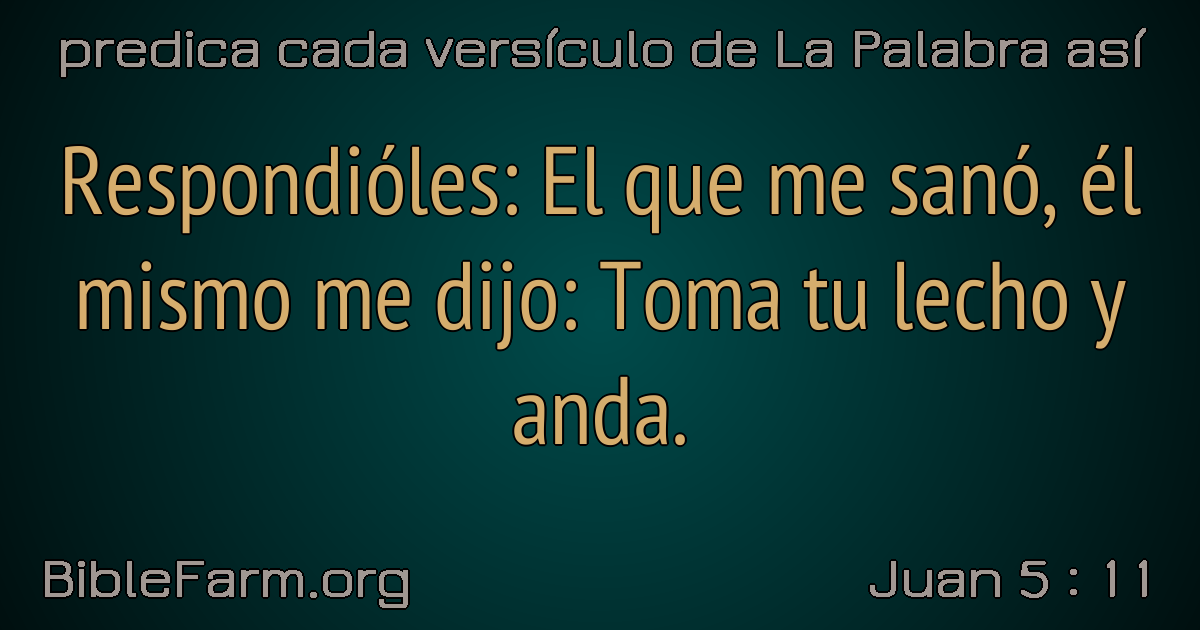 predica cada versículo de La Palabra así
Respondióles: El que me sanó, él
mismo me dijo: Toma tu lecho y
anda.
BibleFarm.org
Juan 5 : 11